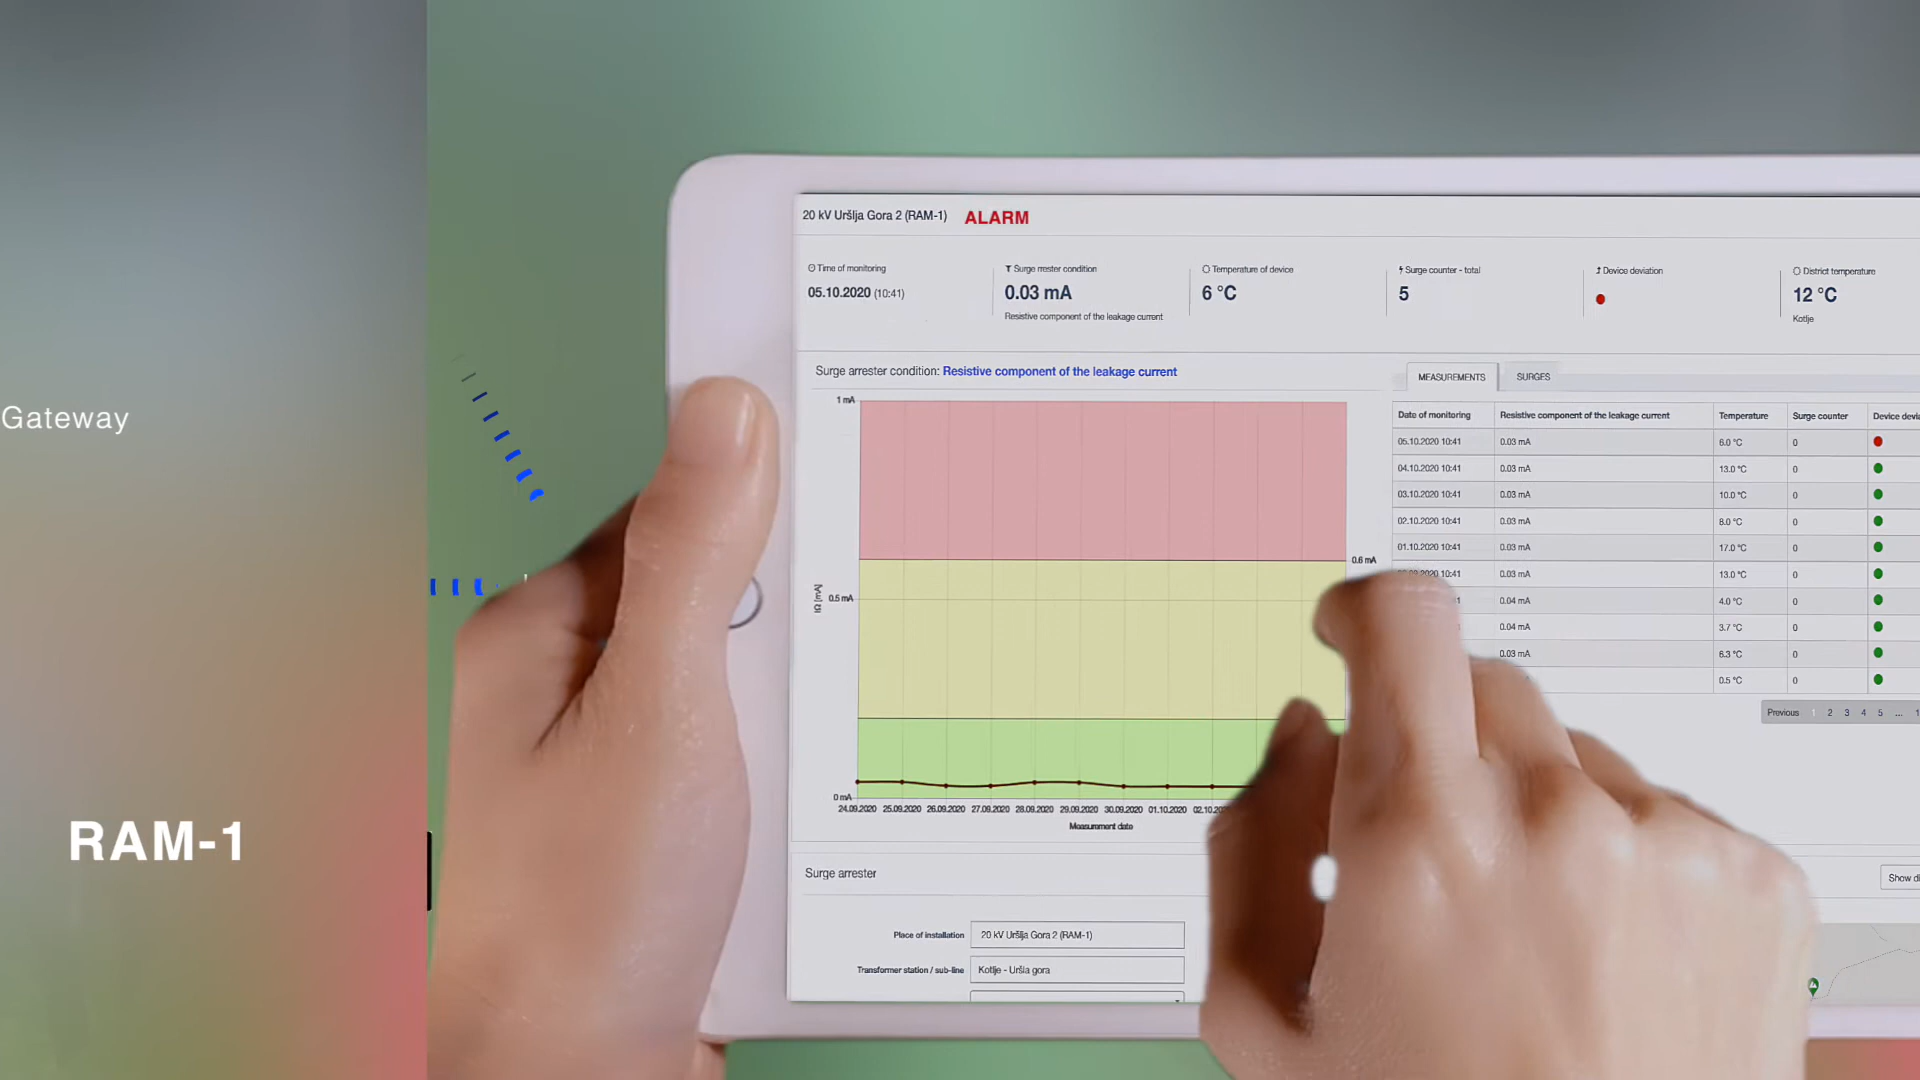 Gateway
RAM-1
20 kV Uršlja Gora 2 (RAM-1) ALARM
Time of monitoring
05.10.2020 (10:41)
Surge rrester condition
0.03 mA
Resistive component of the leakage current
Temperature of device
6 °C
Surge counter - total
5
Device deviation
District temperature
12 °C
Kotlje
Surge arrester condition: Resistive component of the leakage current
1 mA
0.6 mA
0.5 mA
0 mA
24.09.2020 25.09.2020 26.09.2020 27.09.2020 28.09.2020 29.09.2020 30.09.2020 01.10.2020
Measurment date
MEASUREMENTS SURGES
Date of monitoring Resistive component of the leakage current Temperature Surge counter Device
05.10.2020 10:41 0.03 mA 6.0 °C 0
04.10.2020 10:41 0.03 mA 13.0 °C 0
03.10.2020 10:41 0.03 mA 10.0 °C 0
02.10.2020 10:41 0.03 mA 8.0 °C 0
01.10.2020 10:41 0.03 mA 17.0 °C 0
10:41 0.03 mA 13.0 °C 0
0.04 mA 4.0 °C 0
0.04 mA 3.7 °C 0
0.03 mA 6.3 °C 0
0.5 °C 0
Previous 1 2 3 4 5 ...
Surge arrester
Show
Place of installation 20 kV Uršlja Gora 2 (RAM-1)
Transformer station / sub-line Kotlje - Uršla gora